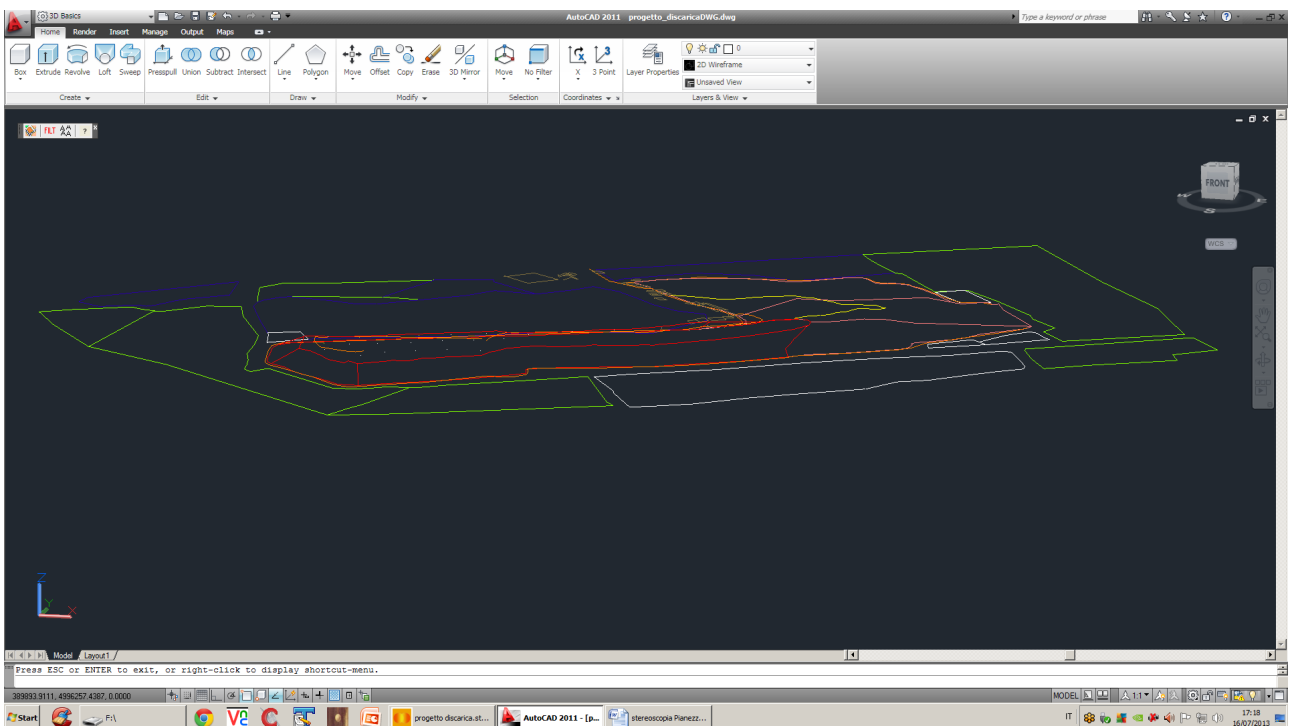 3D Basics
AutoCAD 2011 progetto_discaricaDWG.dwg
Type a keyword or phrase
Home Render Insert Manage Output Maps
Box Extrude Revolve Loft Sweep Presspull Union Subtract Intersect Line Polygon Move Offset Copy Erase 3D Mirror Move No Filter X 3 Point Layer Properties
0
2D Wireframe
Unsaved View
Create Edit Draw Modify Selection Coordinates Layers & View
FILT ?
FRONT
S
WCS
Z
Y X
Model Layout1
Press ESC or ENTER to exit, or right-click to display shortcut-menu.
389893.9111, 4996257.4387, 0.0000
MODEL 1:1
Start F:\ progetto discarica.st... AutoCAD 2011 - [p... stereoscopia Pianezz... IT 17:18
16/07/2013